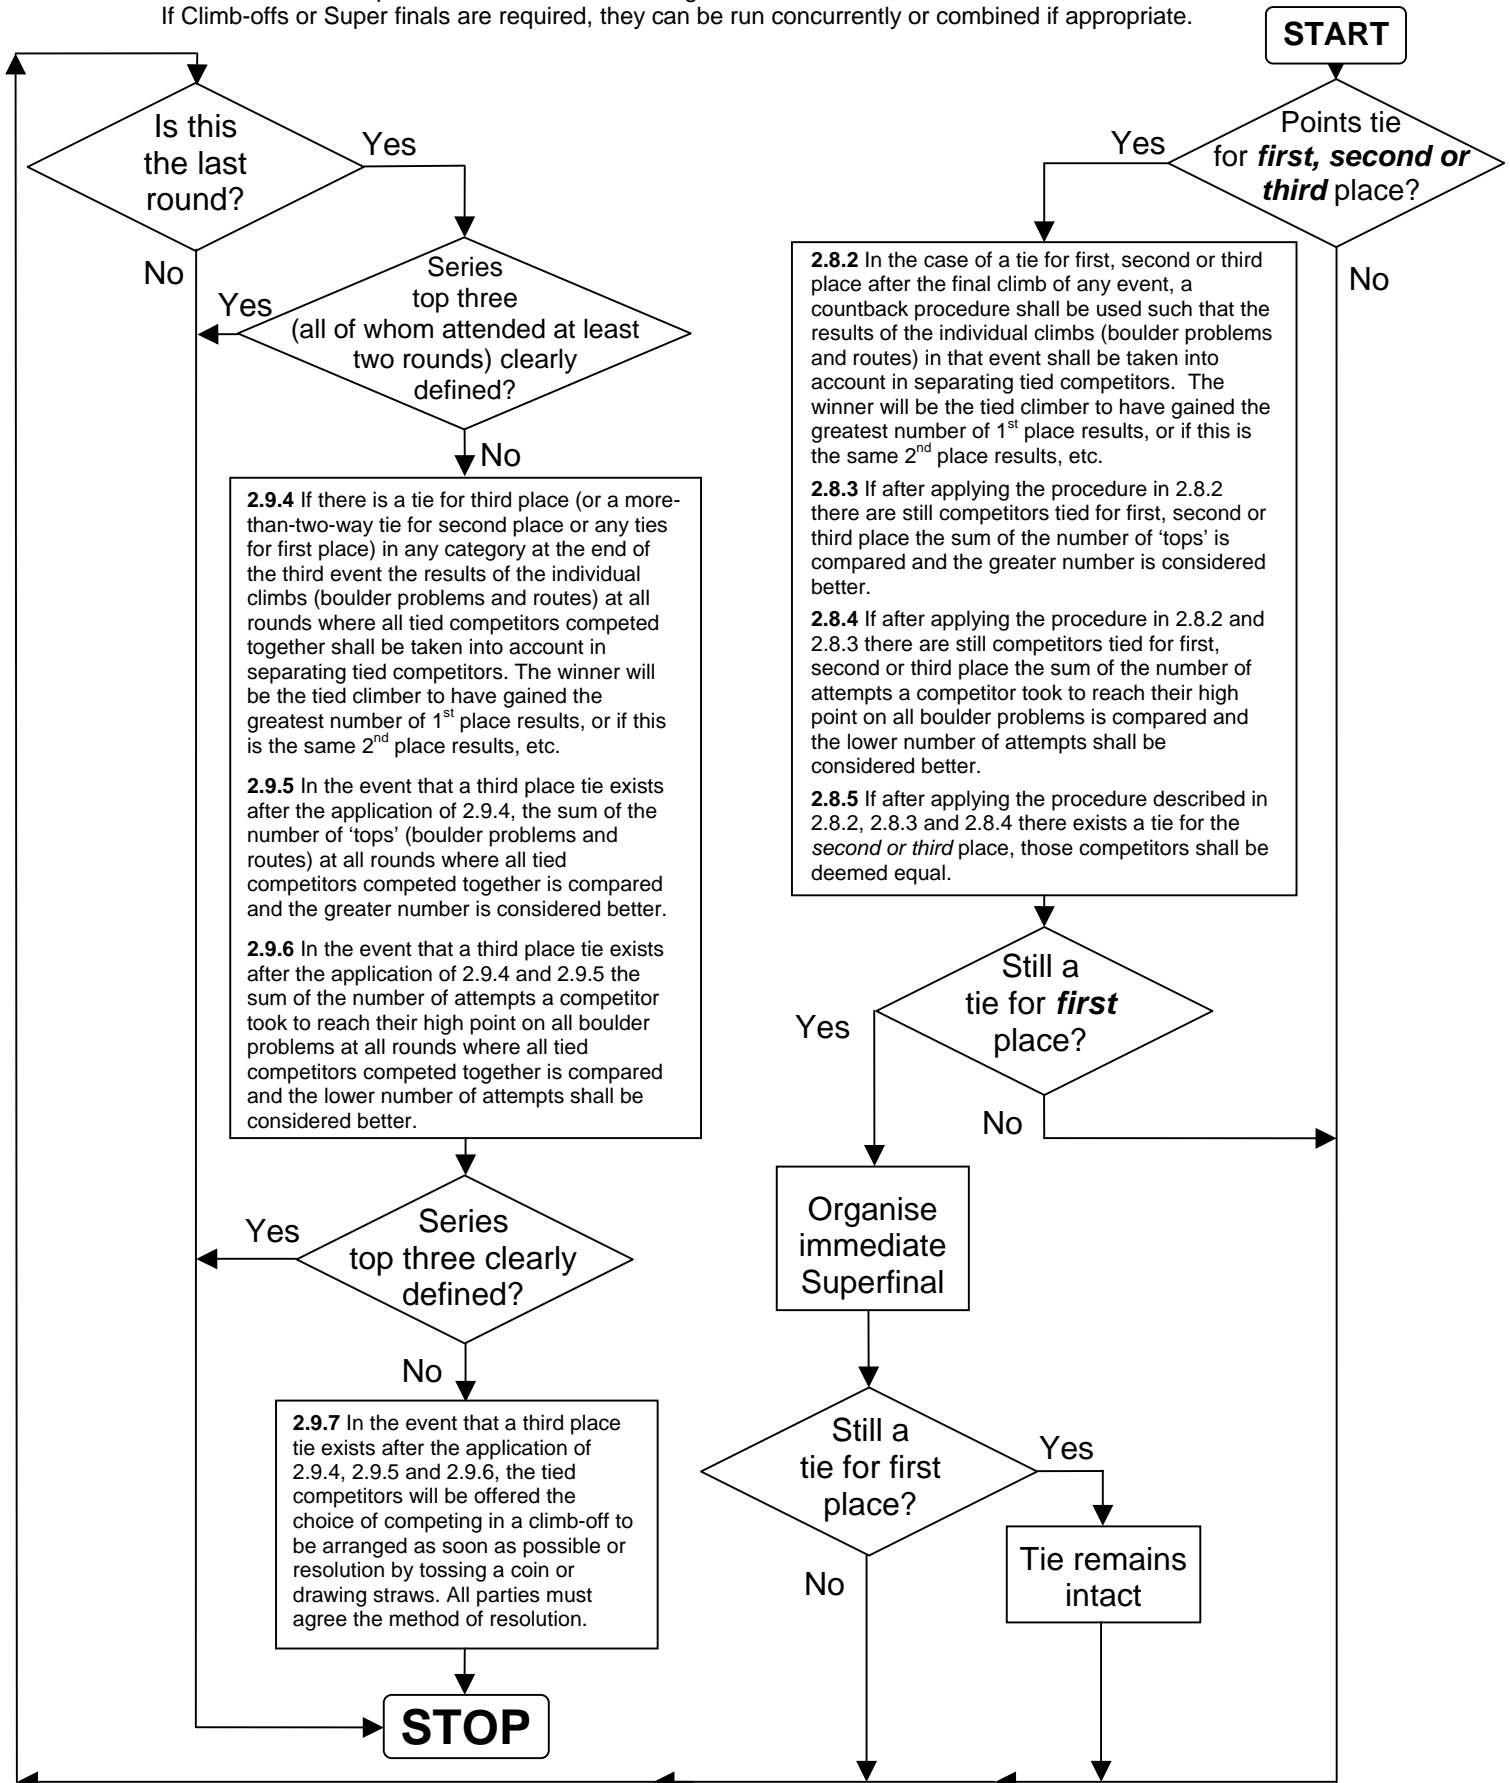 If Climb-offs or Super finals are required, they can be run concurrently or combined if appropriate.
START
Points tie
for first, second or
third place?
Yes
No
2.8.2 In the case of a tie for first, second or third
place after the final climb of any event, a
countback procedure shall be used such that the
results of the individual climbs (boulder problems
and routes) in that event shall be taken into
account in separating tied competitors. The
winner will be the tied climber to have gained the
greatest number of 1st place results, or if this is
the same 2nd place results, etc.
2.8.3 If after applying the procedure in 2.8.2
there are still competitors tied for first, second or
third place the sum of the number of ‘tops’ is
compared and the greater number is considered
better.
2.8.4 If after applying the procedure in 2.8.2 and
2.8.3 there are still competitors tied for first,
second or third place the sum of the number of
attempts a competitor took to reach their high
point on all boulder problems is compared and
the lower number of attempts shall be
considered better.
2.8.5 If after applying the procedure described in
2.8.2, 2.8.3 and 2.8.4 there exists a tie for the
second or third place, those competitors shall be
deemed equal.
Still a
tie for first
place?
Yes
No
Organise
immediate
Superfinal
Still a
tie for first
place?
Yes
No
Tie remains
intact
Is this
the last
round?
Yes
No
Series
top three
(all of whom attended at least
two rounds) clearly
defined?
Yes
No
2.9.4 If there is a tie for third place (or a more-
than-two-way tie for second place or any ties
for first place) in any category at the end of
the third event the results of the individual
climbs (boulder problems and routes) at all
rounds where all tied competitors competed
together shall be taken into account in
separating tied competitors. The winner will
be the tied climber to have gained the
greatest number of 1st place results, or if this
is the same 2nd place results, etc.
2.9.5 In the event that a third place tie exists
after the application of 2.9.4, the sum of the
number of ‘tops’ (boulder problems and
routes) at all rounds where all tied
competitors competed together is compared
and the greater number is considered better.
2.9.6 In the event that a third place tie exists
after the application of 2.9.4 and 2.9.5 the
sum of the number of attempts a competitor
took to reach their high point on all boulder
problems at all rounds where all tied
competitors competed together is compared
and the lower number of attempts shall be
considered better.
Series
top three clearly
defined?
Yes
No
2.9.7 In the event that a third place
tie exists after the application of
2.9.4, 2.9.5 and 2.9.6, the tied
competitors will be offered the
choice of competing in a climb-off to
be arranged as soon as possible or
resolution by tossing a coin or
drawing straws. All parties must
agree the method of resolution.
STOP